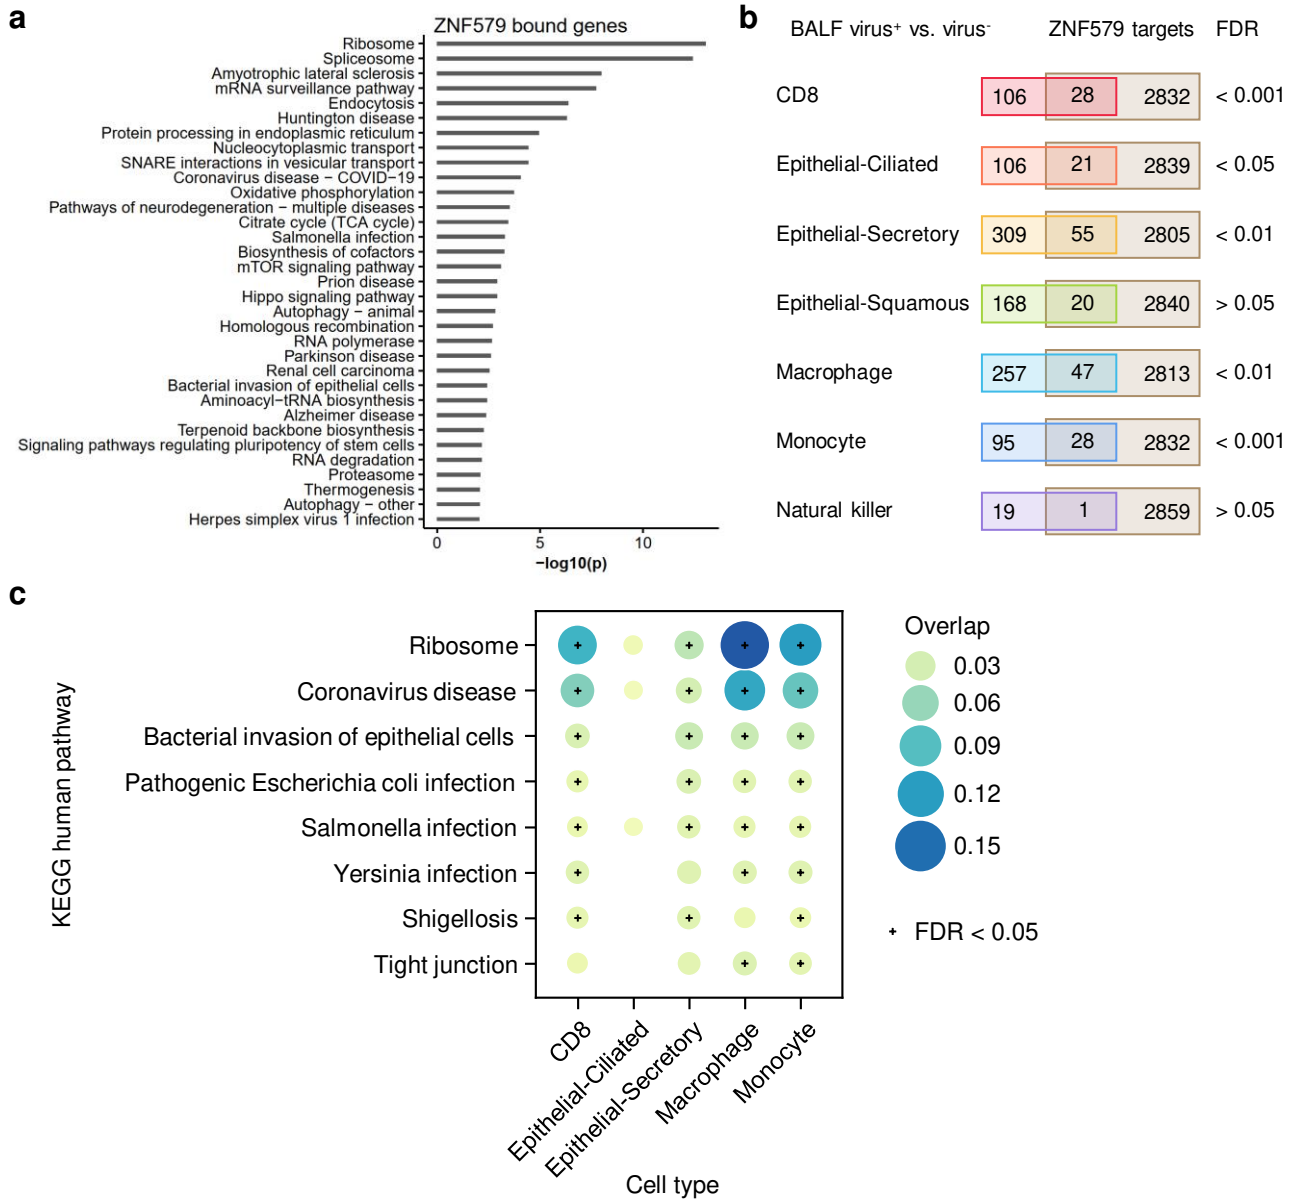 a
ZNF579 bound genes
Ribosome
Spliceosome
Amyotrophic lateral sclerosis
mRNA surveillance pathway
Endocytosis
Huntington disease
Protein processing in endoplasmic reticulum
Nucleocytoplasmic transport
SNARE interactions in vesicular transport
Coronavirus disease − COVID−19
Oxidative phosphorylation
Pathways of neurodegeneration − multiple diseases
Citrate cycle (TCA cycle)
Salmonella infection
Biosynthesis of cofactors
mTOR signaling pathway
Prion disease
Hippo signaling pathway
Autophagy − animal
Homologous recombination
RNA polymerase
Parkinson disease
Renal cell carcinoma
Bacterial invasion of epithelial cells
Aminoacyl−tRNA biosynthesis
Alzheimer disease
Terpenoid backbone biosynthesis
Signaling pathways regulating pluripotency of stem cells
RNA degradation
Proteasome
Thermogenesis
Autophagy − other
Herpes simplex virus 1 infection
0 5 10
−log10(p)
b
BALF virus⁺ vs. virus⁻ ZNF579 targets FDR
CD8 106 28 2832 < 0.001
Epithelial-Ciliated 106 21 2839 < 0.05
Epithelial-Secretory 309 55 2805 < 0.01
Epithelial-Squamous 168 20 2840 > 0.05
Macrophage 257 47 2813 < 0.01
Monocyte 95 28 2832 < 0.001
Natural killer 19 1 2859 > 0.05
c
KEGG human pathway
Ribosome
Coronavirus disease
Bacterial invasion of epithelial cells
Pathogenic Escherichia coli infection
Salmonella infection
Yersinia infection
Shigellosis
Tight junction
CD8
Epithelial-Ciliated
Epithelial-Secretory
Macrophage
Monocyte
Cell type
Overlap
0.03
0.06
0.09
0.12
0.15
+ FDR < 0.05